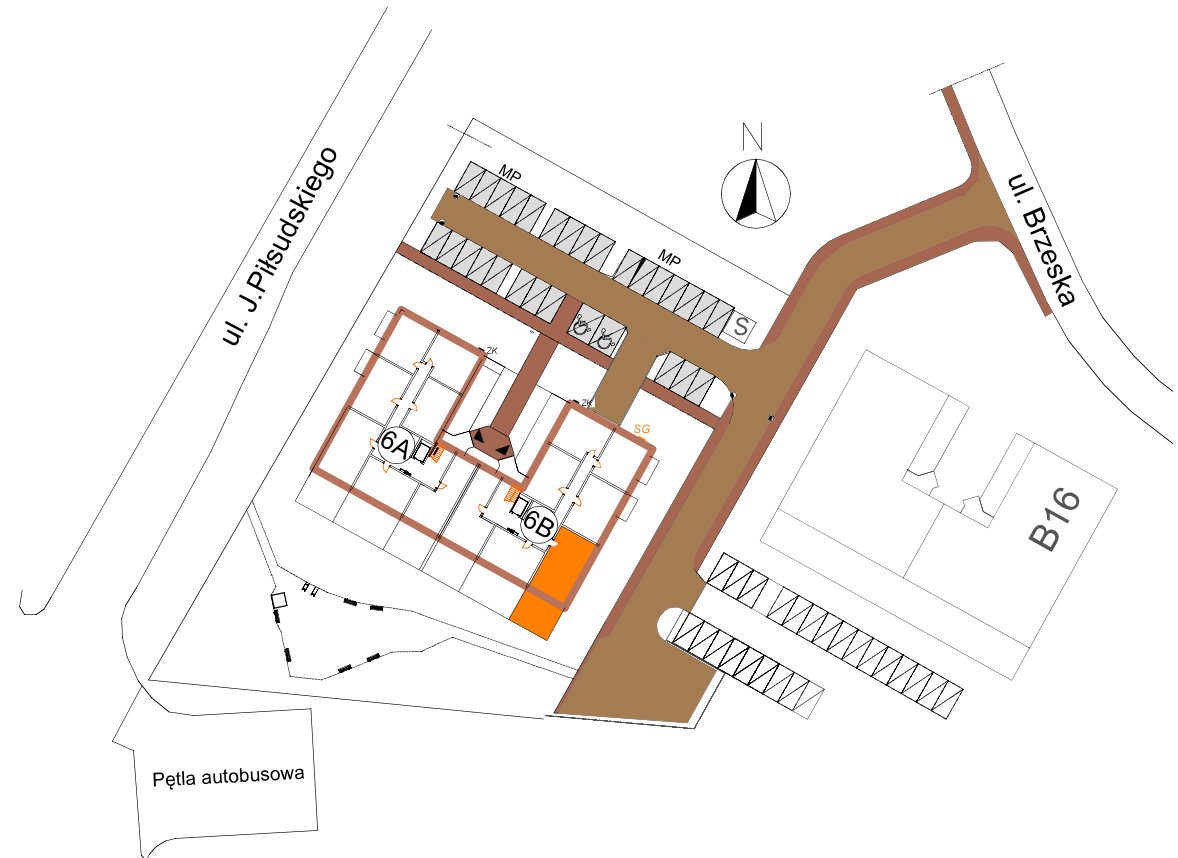 N
MP
ul. J.Piłsudskiego
ul. Brzeska
MP
S
ZK
ZK
SG
6A
6B
B16
Pętla autobusowa